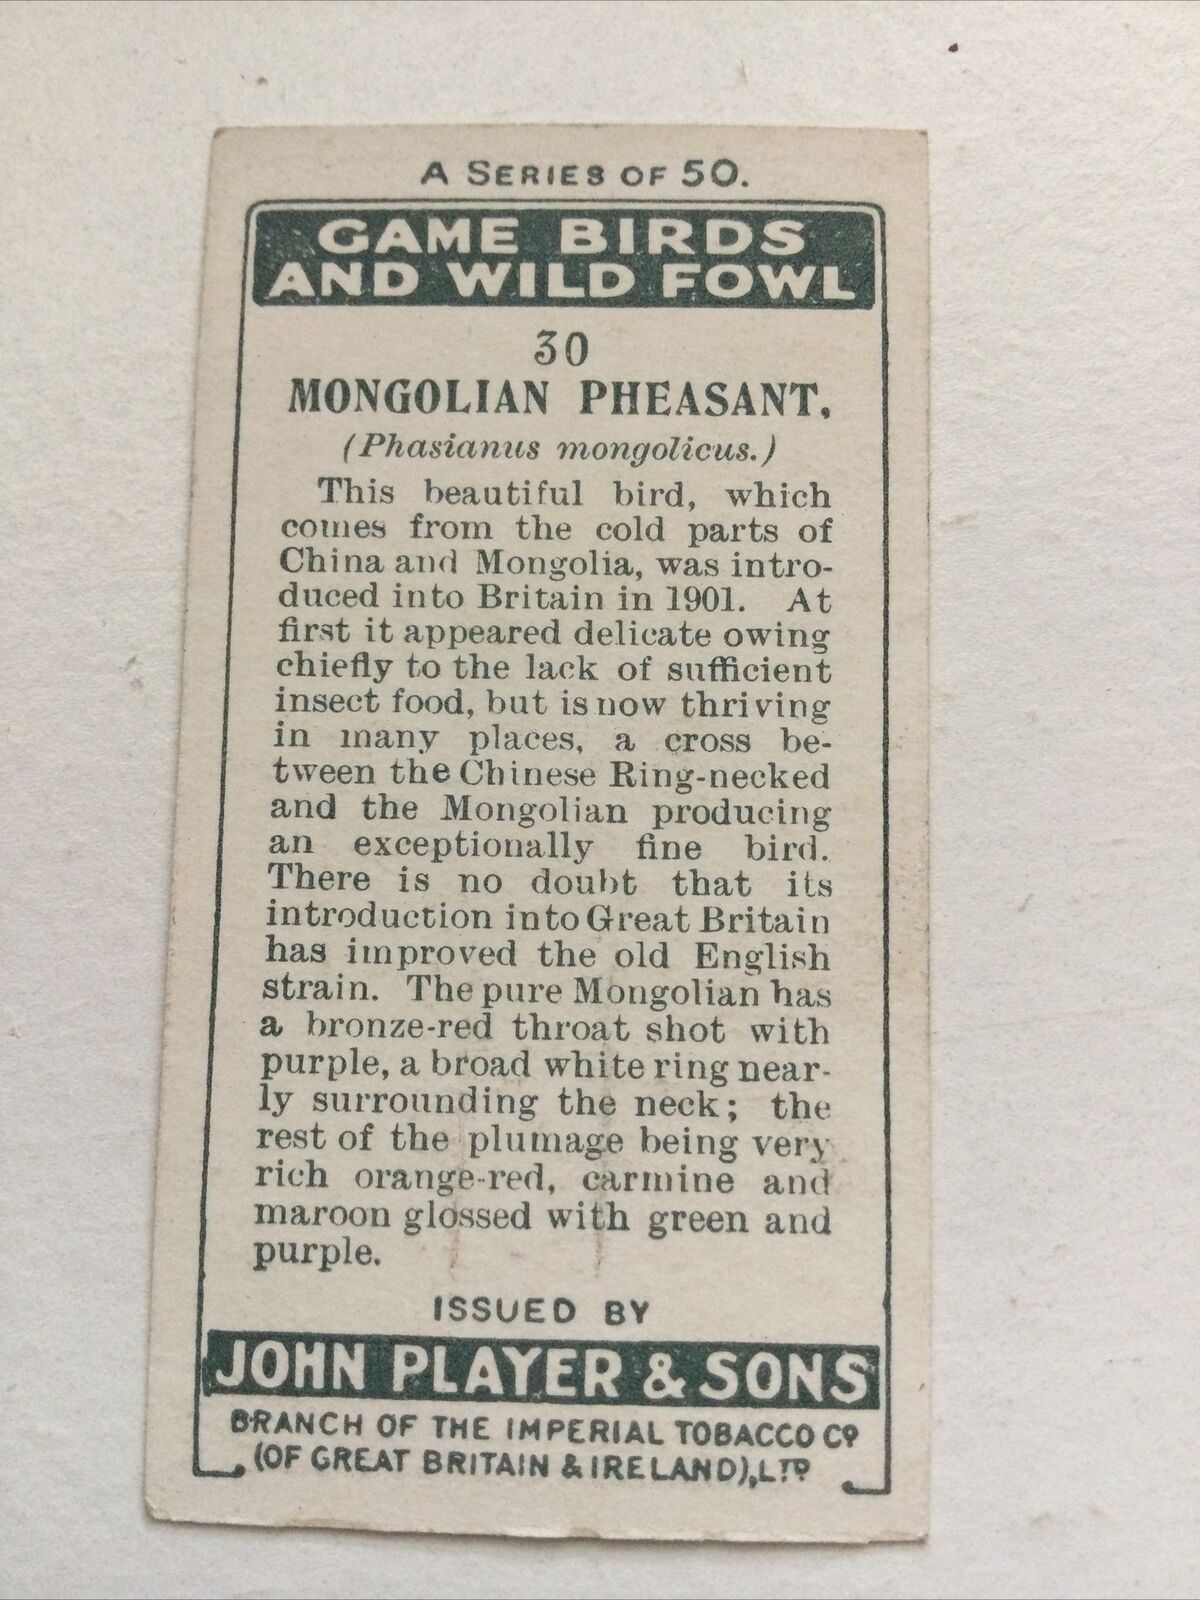 A SERIES OF 50.
GAME BIRDS
AND WILD FOWL
30
MONGOLIAN PHEASANT.
(Phasianus mongolicus.)
This beautiful bird, which
comes from the cold parts of
China and Mongolia, was intro-
duced into Britain in 1901. At
first it appeared delicate owing
chiefly to the lack of sufficient
insect food, but is now thriving
in many places, a cross be-
tween the Chinese Ring-necked
and the Mongolian producing
an exceptionally fine bird.
There is no doubt that its
introduction into Great Britain
has improved the old English
strain. The pure Mongolian has
a bronze-red throat shot with
purple, a broad white ring near-
ly surrounding the neck; the
rest of the plumage being very
rich orange-red, carmine and
maroon glossed with green and
purple.
ISSUED BY
JOHN PLAYER & SONS
BRANCH OF THE IMPERIAL TOBACCO CO
(OF GREAT BRITAIN & IRELAND), LTD